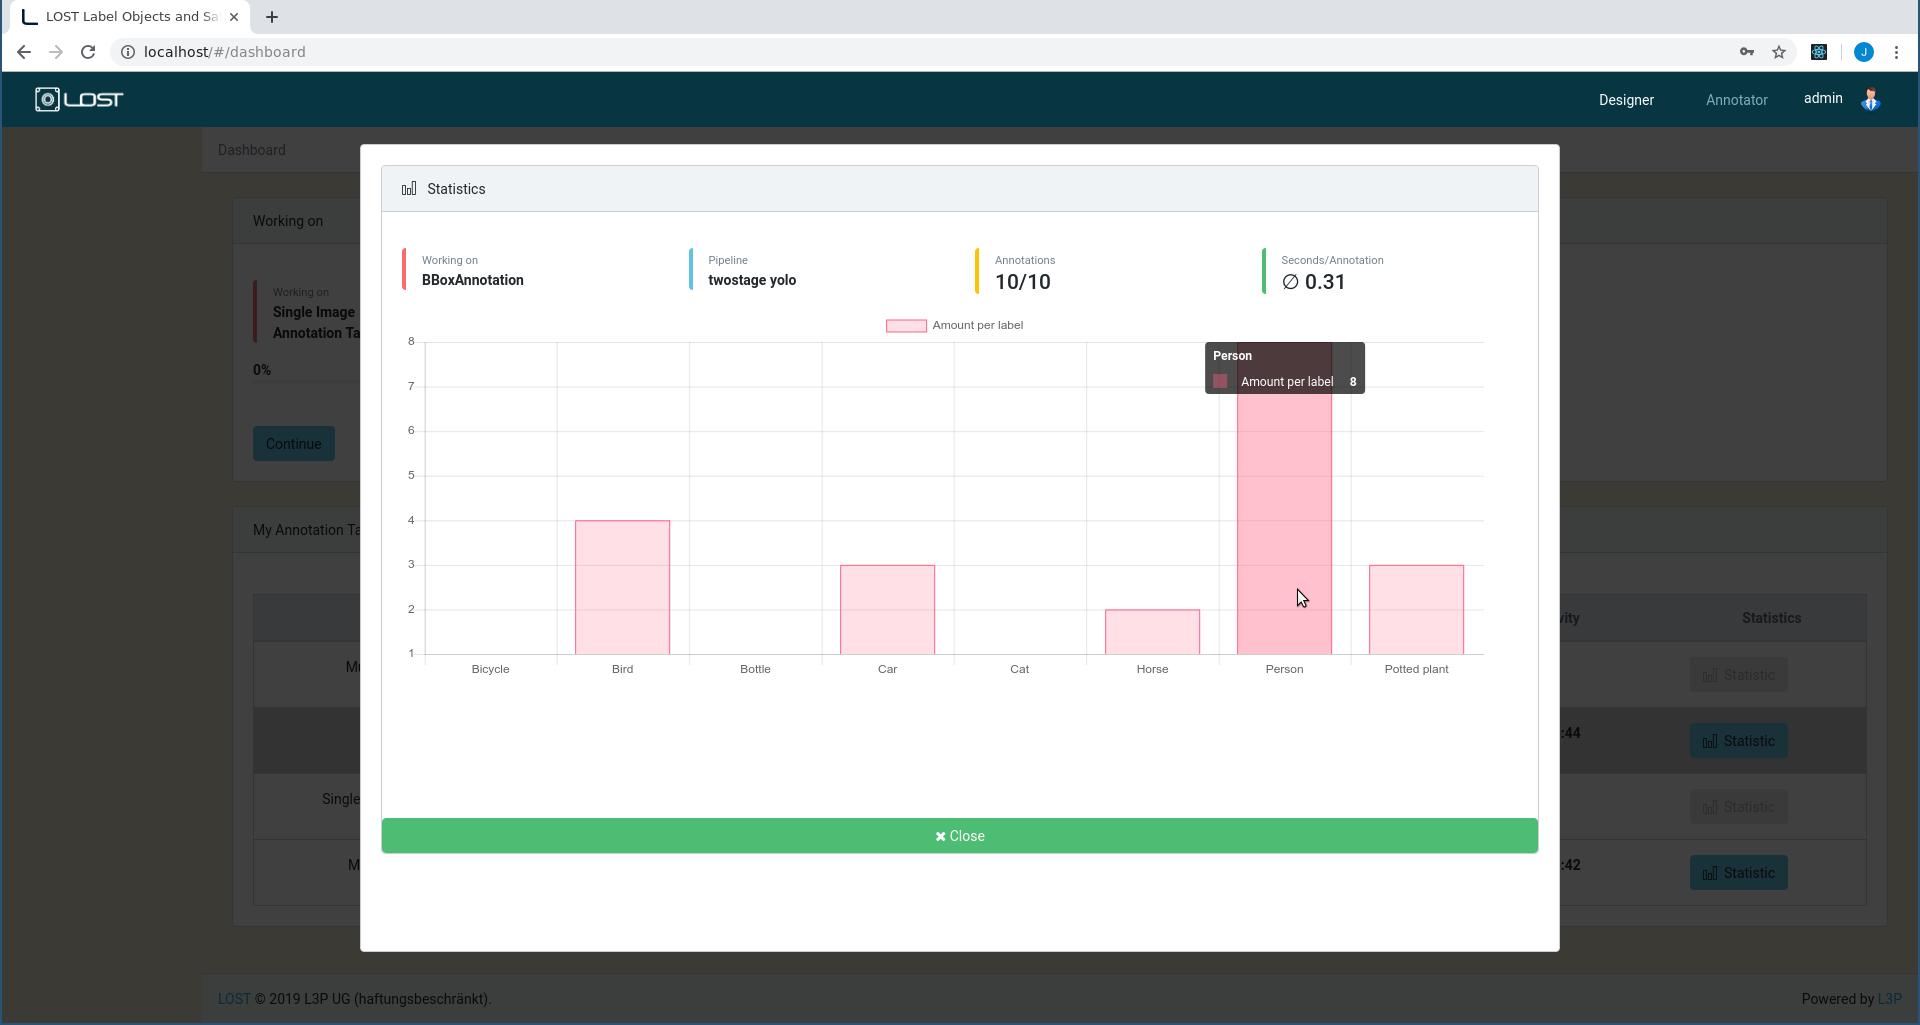 LOST Label Objects and Sa
localhost/#/dashboard
J
LOST
Designer
Annotator
admin
Dashboard
Statistics
Working on
Working on
BBoxAnnotation
Pipeline
twostage yolo
Annotations
10/10
Seconds/Annotation
∅ 0.31
Working on
Single Image
Annotation Ta
0%
Continue
Amount per label
8
7
6
5
4
3
2
1
Person
Amount per label 8
Bicycle
Bird
Bottle
Car
Cat
Horse
Person
Potted plant
My Annotation Ta
vity
Statistics
Mu
Statistic
:44
Statistic
Single
Statistic
M
:42
Statistic
Close
LOST © 2019 L3P UG (haftungsbeschränkt).
Powered by L3P